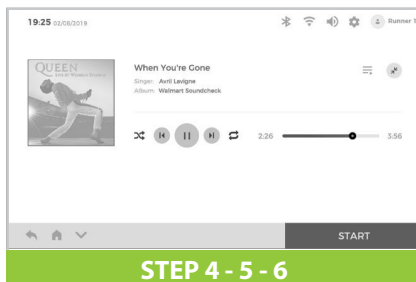 19:25 02/08/2019
Runner 1
QUEEN
LIVE AT WEMBLEY STADIUM
When You're Gone
Singer: Avril Lavigne
Album: Walmart Soundcheck
2:26
3:56
START
STEP 4 - 5 - 6